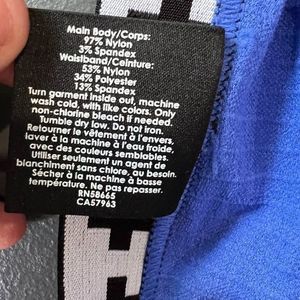 Main Body/Corps:
97% Nylon
3% Spandex
Waistband/Ceinture:
53% Nylon
34% Polyester
13% Spandex
Turn garment inside out, machine
wash cold, with like colors. Only
non-chlorine bleach if needed.
Tumble dry low. Do not iron.
Retourner le vêtement à l'envers,
laver à la machine à l'eau froide
avec des couleurs semblables.
Utiliser seulement un agent de
blanchiment sans chlore, si besoin
est. Sécher à la machine à basse
température. Ne pas repasser.
RN58665
CA57963
H